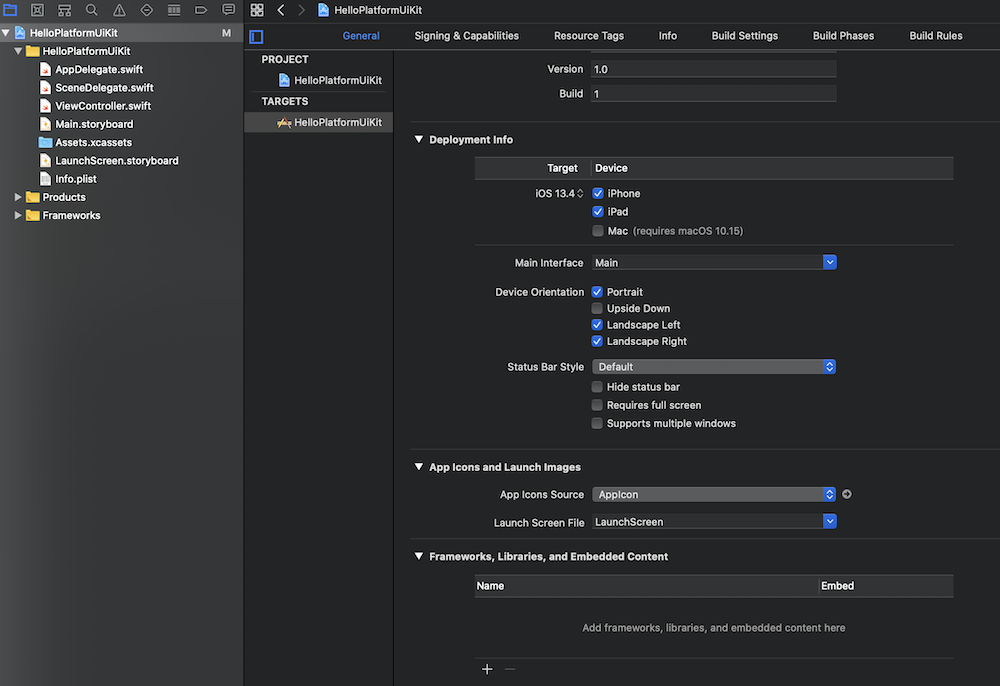 HelloPlatformUiKit M
HelloPlatformUiKit
AppDelegate.swift
SceneDelegate.swift
ViewController.swift
Main.storyboard
Assets.xcassets
LaunchScreen.storyboard
Info.plist
Products
Frameworks
HelloPlatformUiKit
General Signing & Capabilities Resource Tags Info Build Settings Build Phases Build Rules
PROJECT
HelloPlatformUiKit
TARGETS
HelloPlatformUiKit
Version 1.0
Build 1
Deployment Info
Target Device
iOS 13.4 iPhone
iPad
Mac (requires macOS 10.15)
Main Interface Main
Device Orientation Portrait
Upside Down
Landscape Left
Landscape Right
Status Bar Style Default
Hide status bar
Requires full screen
Supports multiple windows
App Icons and Launch Images
App Icons Source AppIcon
Launch Screen File LaunchScreen
Frameworks, Libraries, and Embedded Content
Name Embed
Add frameworks, libraries, and embedded content here